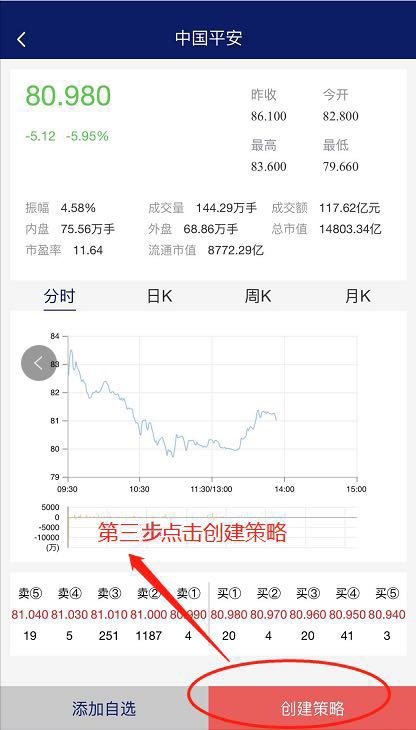 中国平安
80.980
-5.12 -5.95%
昨收 今开
86.100 82.800
最高 最低
83.600 79.660
振幅 4.58% 成交量 144.29万手 成交额 117.62亿元
内盘 75.56万手 外盘 68.86万手 总市值 14803.34亿
市盈率 11.64 流通市值 8772.29亿
分时 日K 周K 月K
84
83
82
81
80
79
09:30 10:30 11:30/13:00 14:00 15:00
5000
0
-5000
-10000
(万)
第三步点击创建策略
卖⑤ 卖④ 卖③ 卖② 卖① 买① 买② 买③ 买④ 买⑤
81.040 81.030 81.010 81.000 80.990 80.980 80.970 80.960 80.950 80.940
19 5 251 1187 4 20 4 20 41 3
添加自选 创建策略